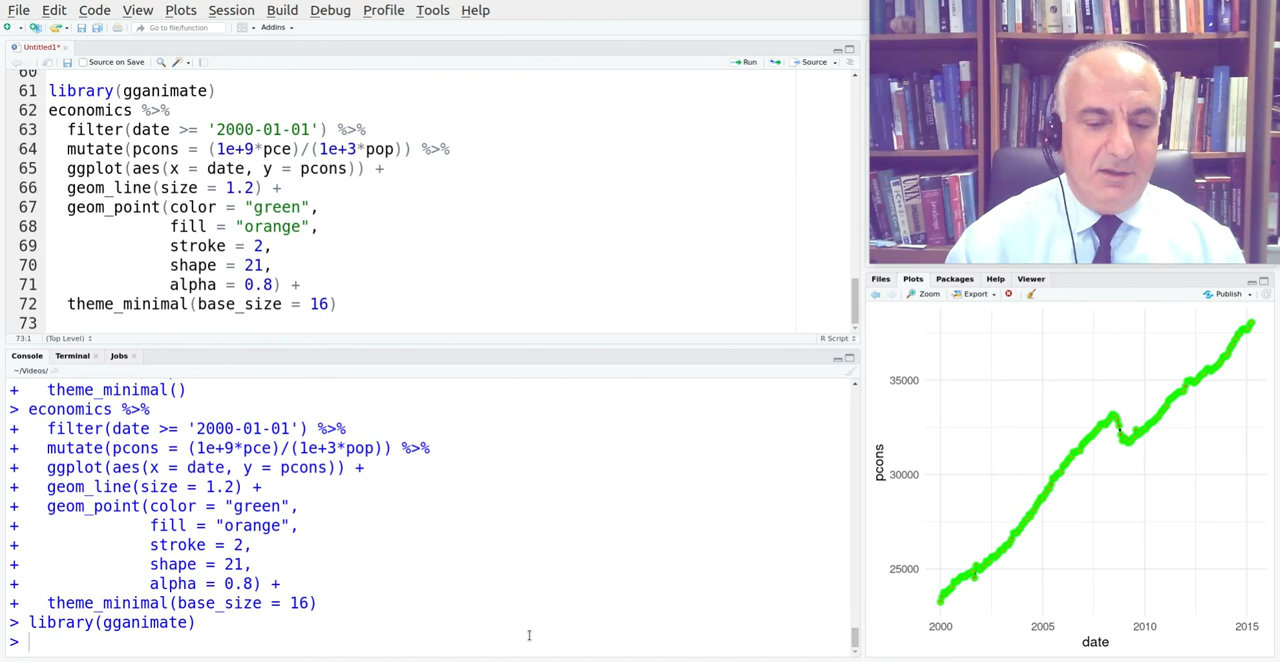 File Edit Code View Plots Session Build Debug Profile Tools Help
Go to file/function Addins
Untitled1*
Source on Save Run Source
60
61 library(gganimate)
62 economics %>%
63 filter(date >= '2000-01-01') %>%
64 mutate(pcons = (1e+9*pce)/(1e+3*pop)) %>%
65 ggplot(aes(x = date, y = pcons)) +
66 geom_line(size = 1.2) +
67 geom_point(color = "green",
68 fill = "orange",
69 stroke = 2,
70 shape = 21,
71 alpha = 0.8) +
72 theme_minimal(base_size = 16)
73
73:1 (Top Level) R Script
Console Terminal Jobs
~/Videos/
+ theme_minimal()
> economics %>%
+ filter(date >= '2000-01-01') %>%
+ mutate(pcons = (1e+9*pce)/(1e+3*pop)) %>%
+ ggplot(aes(x = date, y = pcons)) +
+ geom_line(size = 1.2) +
+ geom_point(color = "green",
+ fill = "orange",
+ stroke = 2,
+ shape = 21,
+ alpha = 0.8) +
+ theme_minimal(base_size = 16)
> library(gganimate)
>
UNIX
Files Plots Packages Help Viewer
Zoom Export Publish
35000
30000
25000
pcons
2000 2005 2010 2015
date